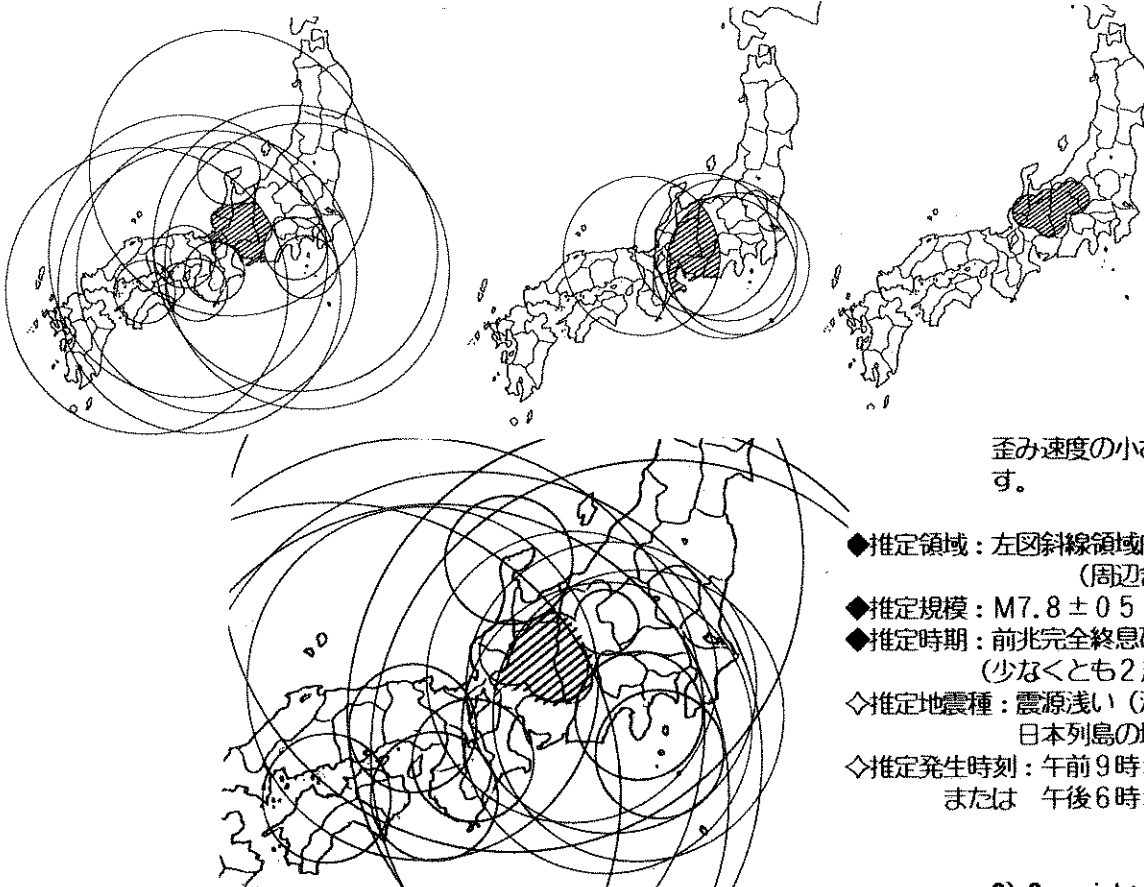 歪み速度の小
す。
◆推定領域：左図斜線領域
（周辺
◆推定規模：M7.8±0 5
◆推定時期：前兆完全終息
（少なくとも2
◇推定地震種：震源浅い（
日本列島の
◇推定発生時刻：午前9時
または 午後6時